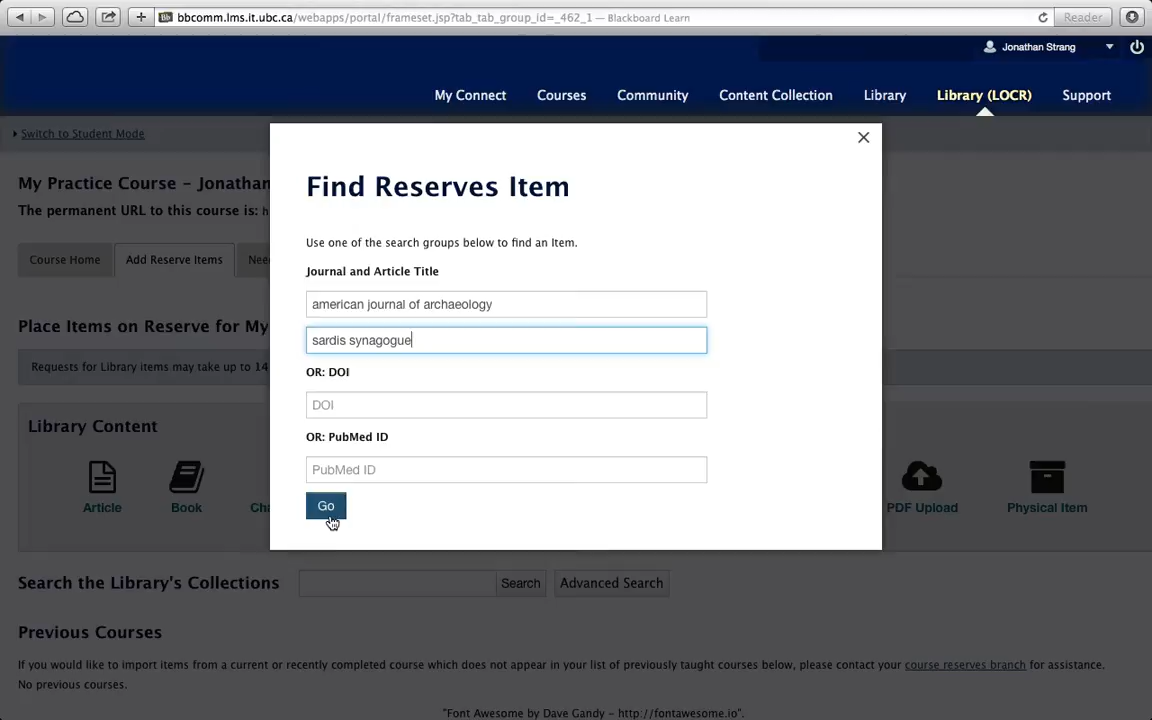 bbcomm.lms.it.ubc.ca/webapps/portal/frameset.jsp?tab_tab_group_id=_462_1 — Blackboard Learn
Reader
Jonathan Strang
My Connect Courses Community Content Collection Library Library (LOCR) Support
Switch to Student Mode
My Practice Course – Jonathan
The permanent URL to this course is: h
Course Home Add Reserve Items Nee
Place Items on Reserve for My
Requests for Library items may take up to 14
Library Content
Article Book Cha PDF Upload Physical Item
Find Reserves Item
Use one of the search groups below to find an Item.
Journal and Article Title
american journal of archaeology
sardis synagogue
OR: DOI
DOI
OR: PubMed ID
PubMed ID
Go
Search the Library's Collections Search Advanced Search
Previous Courses
If you would like to import items from a current or recently completed course which does not appear in your list of previously taught courses below, please contact your course reserves branch for assistance.
No previous courses.
"Font Awesome by Dave Gandy – http://fontawesome.io".